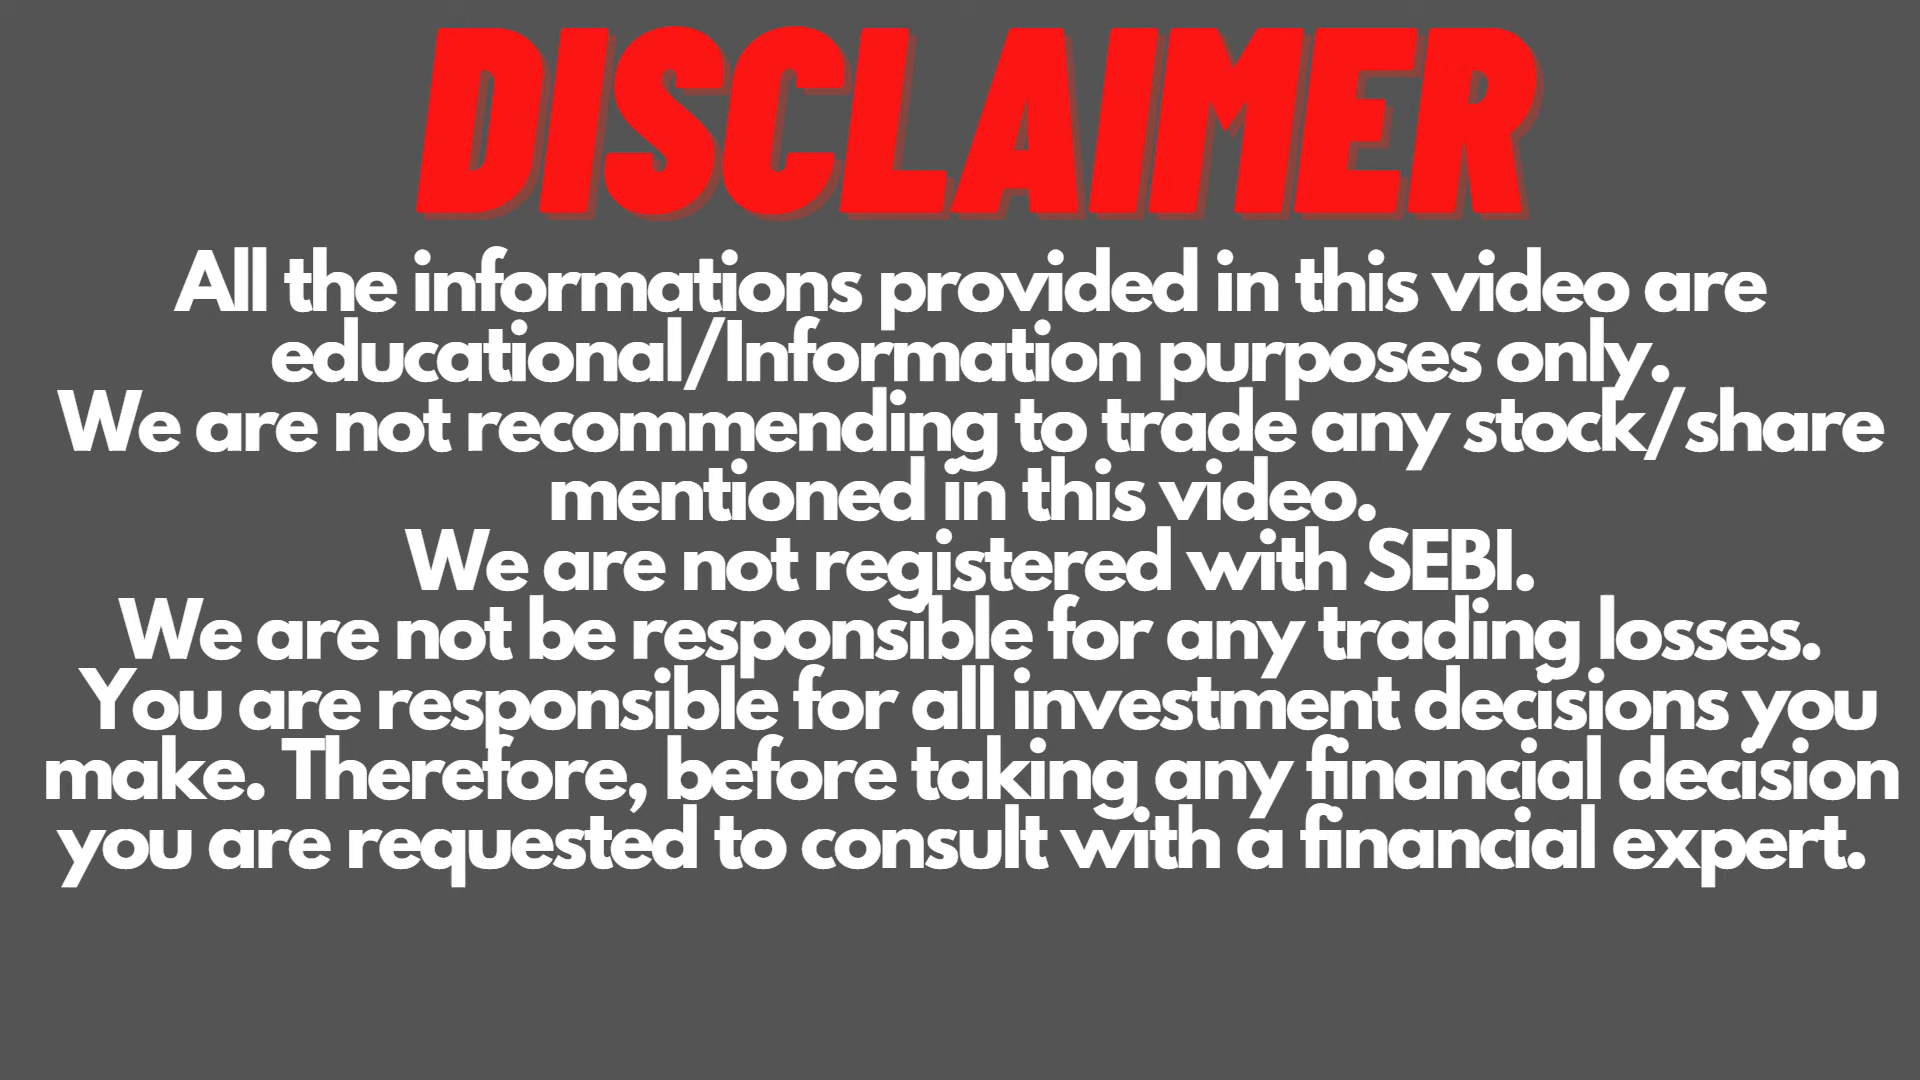 DISCLAIMER
All the informations provided in this video are
educational/Information purposes only.
We are not recommending to trade any stock/share
mentioned in this video.
We are not registered with SEBI.
We are not be responsible for any trading losses.
You are responsible for all investment decisions you
make. Therefore, before taking any financial decision
you are requested to consult with a financial expert.